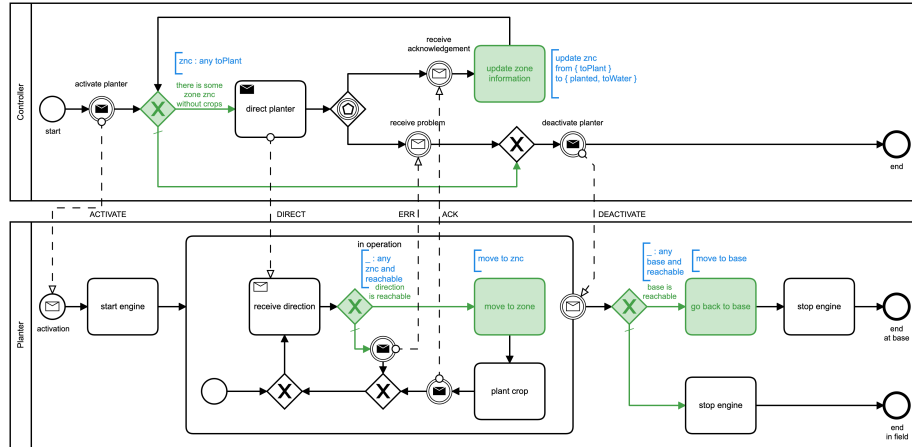 Controller
start
activate planter
znc : any toPlant
there is some
zone znc
without crops
direct planter
receive
acknowledgement
update zone
information
update znc
from { toPlant }
to { planted, toWater }
receive problem
deactivate planter
end
ACTIVATE
DIRECT
ERR
ACK
DEACTIVATE
Planter
activation
start engine
in operation
receive direction
_ : any
znc and
reachable
direction
is reachable
move to znc
move to zone
plant crop
_ : any
base and
reachable
base is
reachable
move to base
go back to base
stop engine
end
at base
stop engine
end
in field